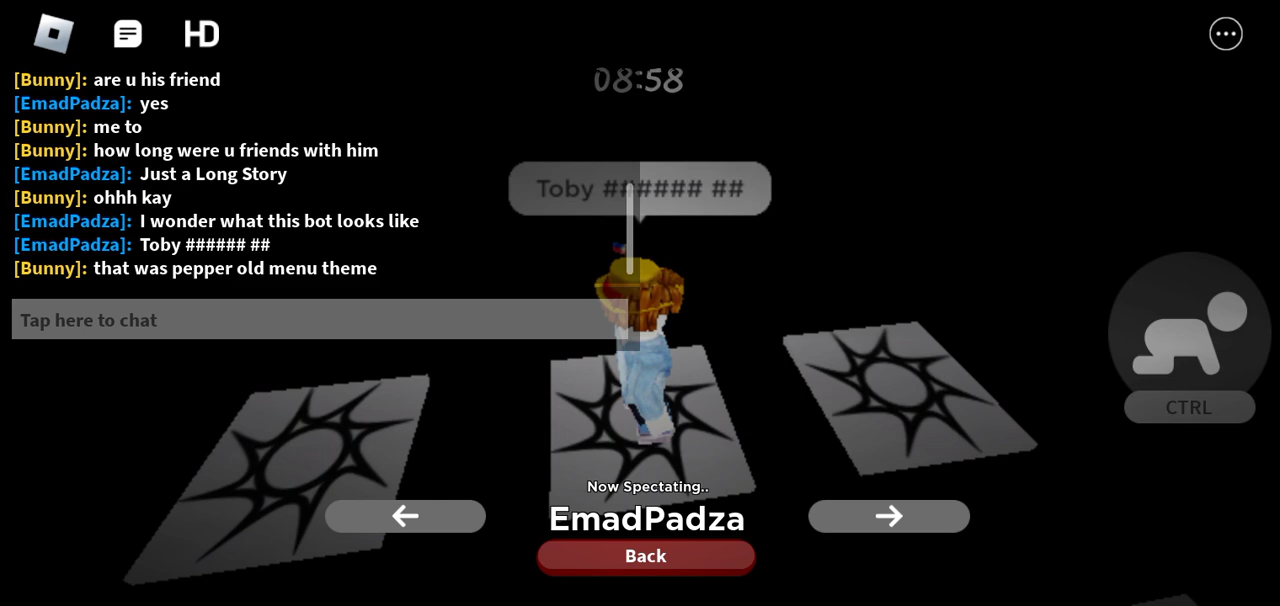 HD
08:58
[Bunny]: are u his friend
[EmadPadza]: yes
[Bunny]: me to
[Bunny]: how long were u friends with him
[EmadPadza]: Just a Long Story
[Bunny]: ohhh kay
[EmadPadza]: I wonder what this bot looks like
[EmadPadza]: Toby ###### ##
[Bunny]: that was pepper old menu theme
Tap here to chat
Toby ###### ##
CTRL
Now Spectating..
EmadPadza
Back